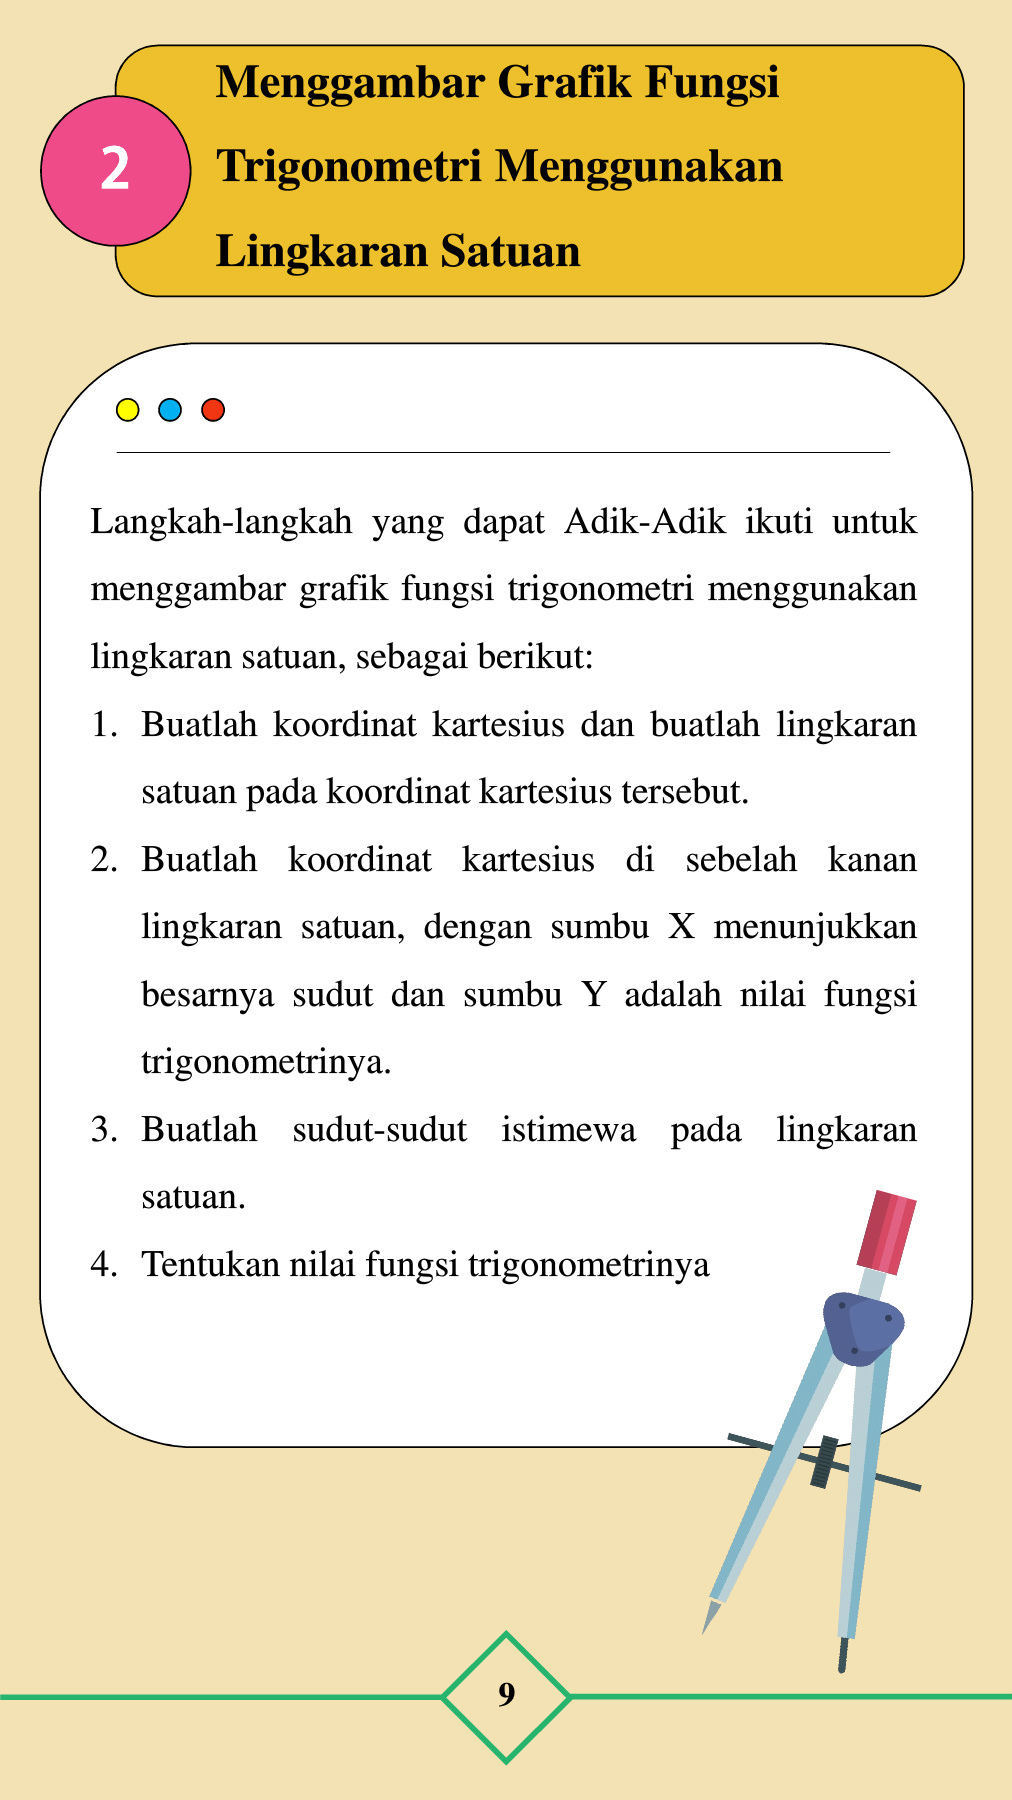 Menggambar Grafik Fungsi
2
Trigonometri Menggunakan
Lingkaran Satuan
Langkah-langkah yang dapat Adik-Adik ikuti untuk
menggambar grafik fungsi trigonometri menggunakan
lingkaran satuan, sebagai berikut:
1. Buatlah koordinat kartesius dan buatlah lingkaran
satuan pada koordinat kartesius tersebut.
2. Buatlah koordinat kartesius di sebelah kanan
lingkaran satuan, dengan sumbu X menunjukkan
besarnya sudut dan sumbu Y adalah nilai fungsi
trigonometrinya.
3. Buatlah sudut-sudut istimewa pada lingkaran
satuan.
4. Tentukan nilai fungsi trigonometrinya
9